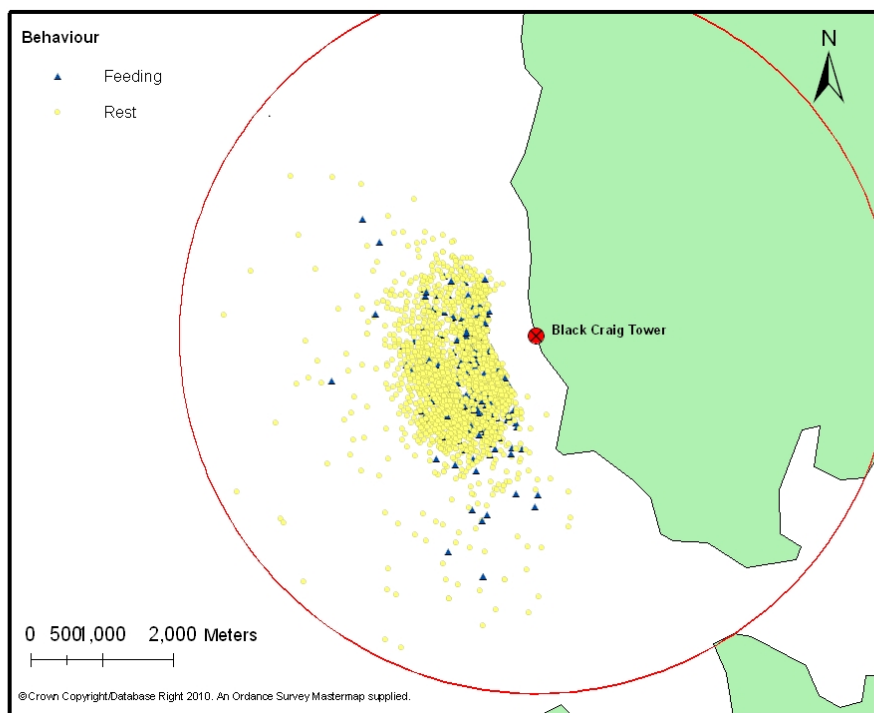 Behaviour
Feeding
Rest
N
Black Craig Tower
0 500 1,000 2,000 Meters
©Crown Copyright/Database Right 2010. An Ordance Survey Mastermap supplied.